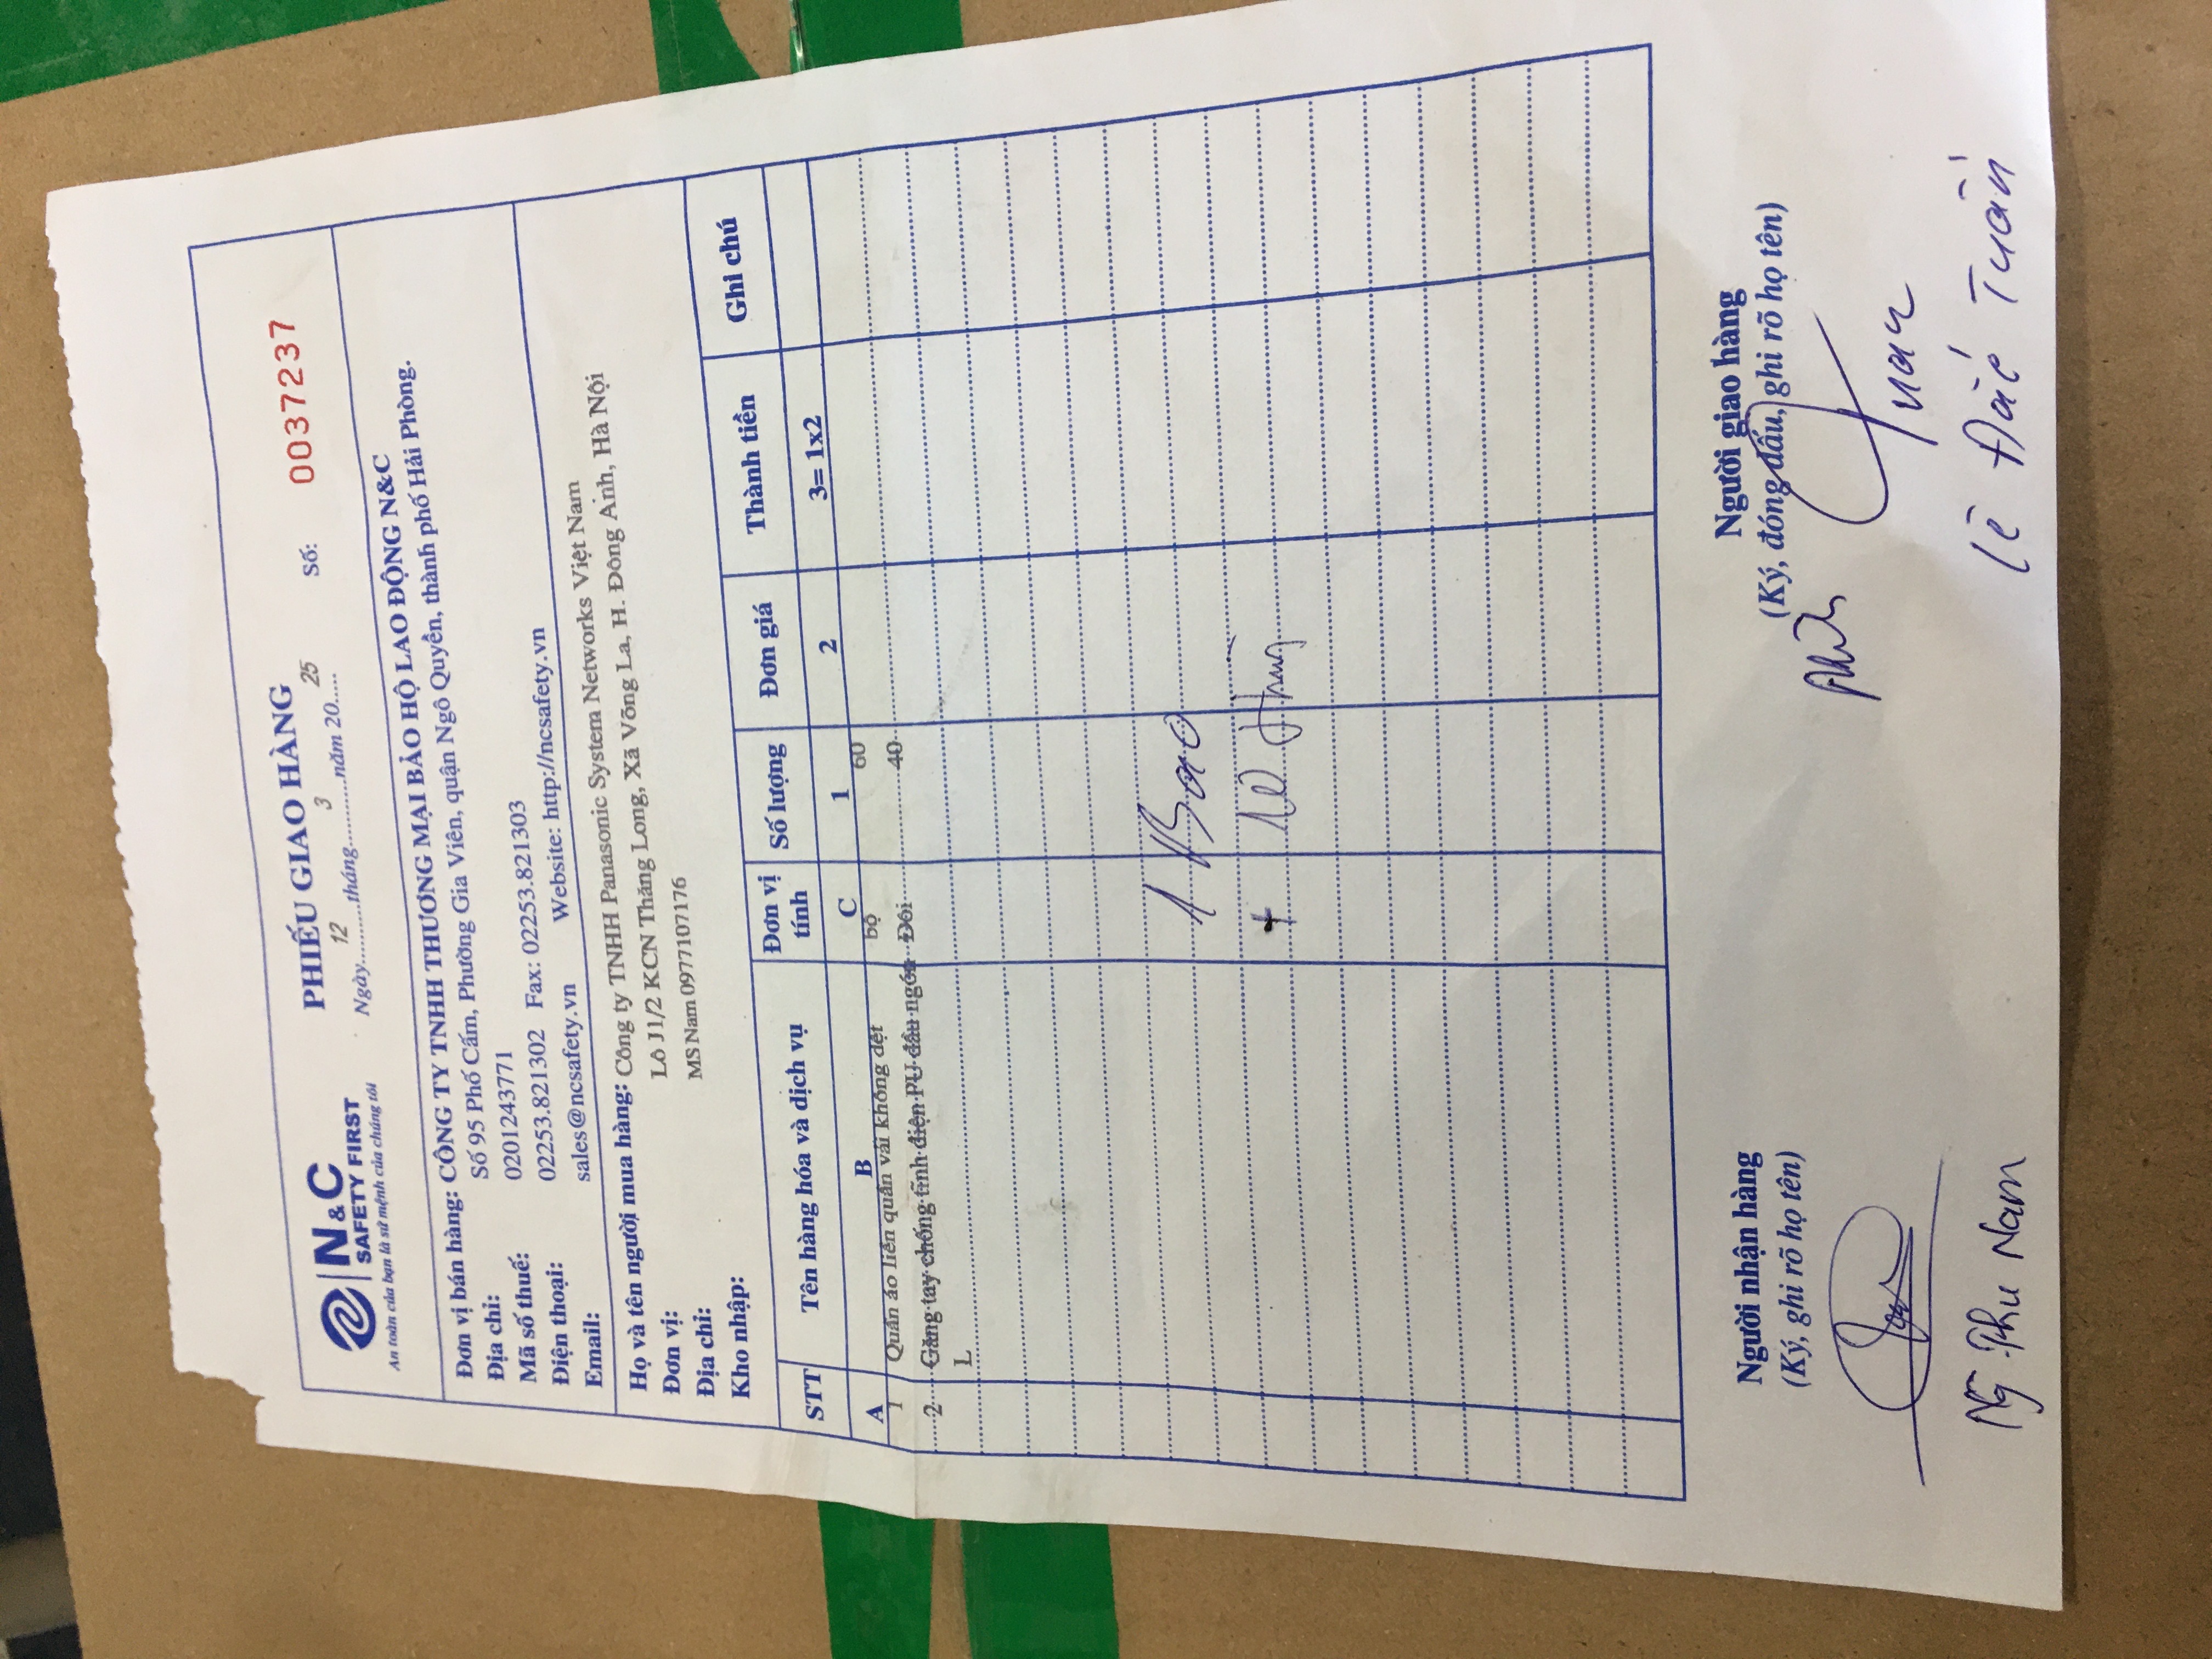 N&C
SAFETY FIRST
An toàn của bạn là sứ mệnh của chúng tôi
PHIẾU GIAO HÀNG
Ngày 12 tháng 3 năm 20 25
Số: 0037237
Đơn vị bán hàng: CÔNG TY TNHH THƯƠNG MẠI BẢO HỘ LAO ĐỘNG N&C
Địa chỉ: Số 95 Phố Cấm, Phường Gia Viên, quận Ngô Quyền, thành phố Hải Phòng.
Mã số thuế: 0201243771
Điện thoại: 02253.821302 Fax: 02253.821303
Email: sales@ncsafety.vn Website: http://ncsafety.vn
Họ và tên người mua hàng: Công ty TNHH Panasonic System Networks Việt Nam
Đơn vị: Lô J1/2 KCN Thăng Long, Xã Võng La, H. Đông Anh, Hà Nội
Địa chỉ: MS Nam 0977107176
Kho nhập:
STT Tên hàng hóa và dịch vụ Đơn vị tính Số lượng Đơn giá Thành tiền Ghi chú
A B C 1 2 3= 1x2
1 Quần áo liền quần vải không dệt bộ 60
2 Găng tay chống tĩnh điện PU đầu ngón Đôi 40
L
1 Bao
+
Người nhận hàng
(Ký, ghi rõ họ tên)
Ng Phu Nam
Người giao hàng
(Ký, đóng dấu, ghi rõ họ tên)
Tuan
Lê Đắc Tuấn